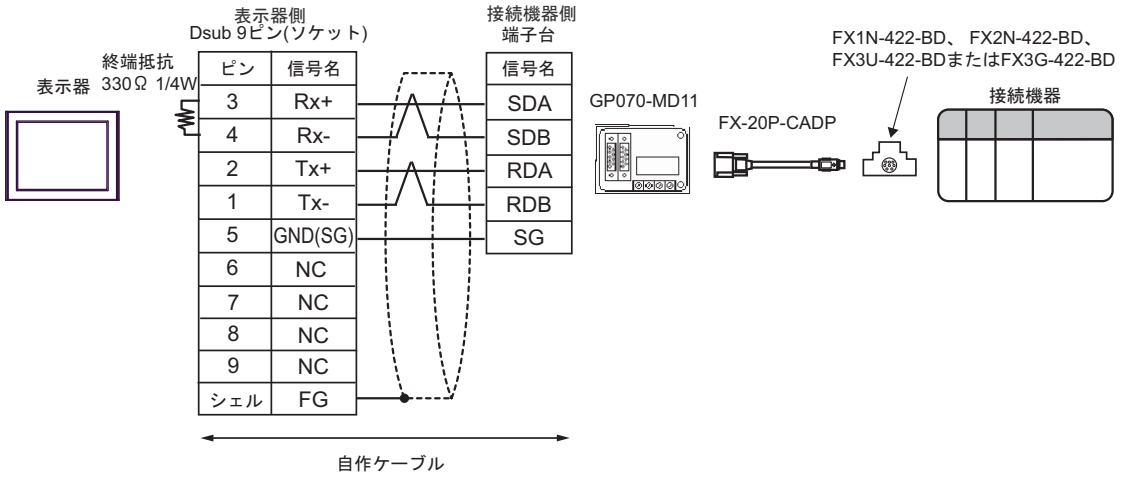 表示器側
Dsub 9ピン(ソケット)
接続機器側
端子台
終端抵抗
330Ω 1/4W
表示器
ピン 信号名 信号名
3 Rx+ SDA
4 Rx- SDB
2 Tx+ RDA
1 Tx- RDB
5 GND(SG) SG
6 NC
7 NC
8 NC
9 NC
シェル FG
自作ケーブル
GP070-MD11
FX-20P-CADP
FX1N-422-BD、 FX2N-422-BD、
FX3U-422-BDまたはFX3G-422-BD
接続機器